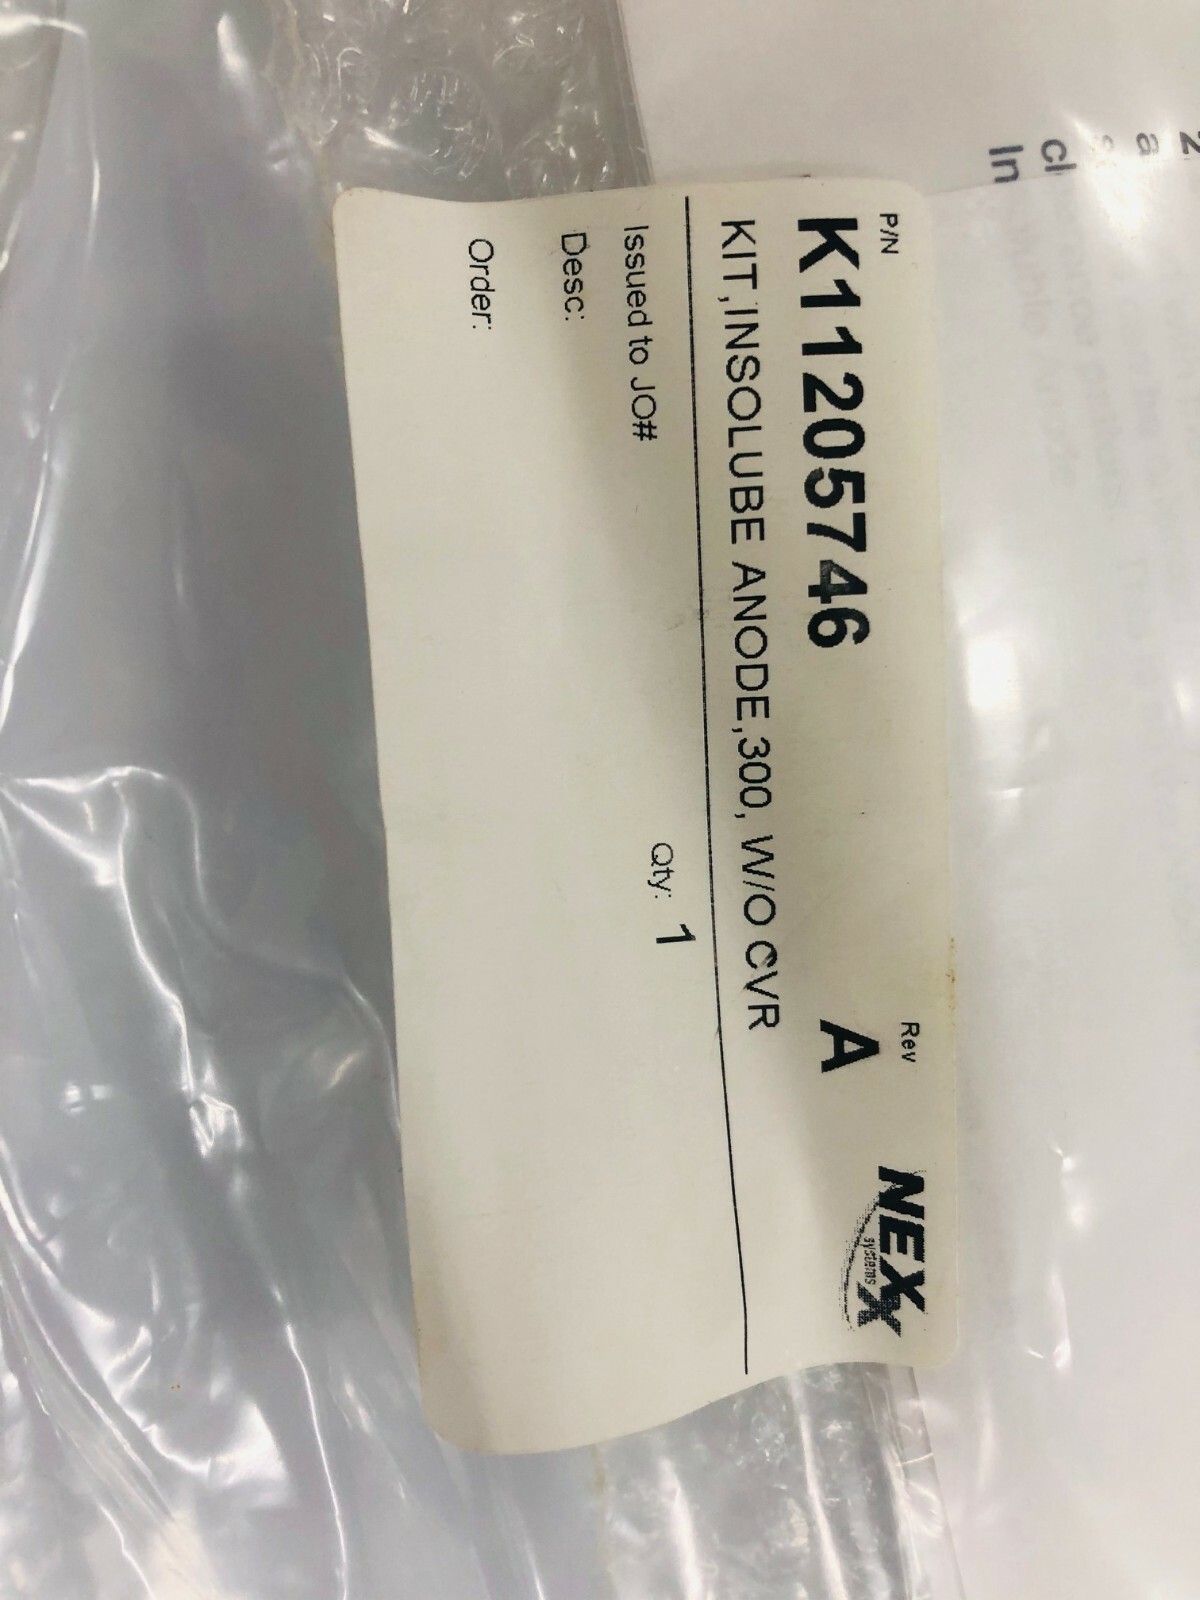 P/N
K11205746
Rev
A
NEXX
systems
KIT,INSOLUBE ANODE,300, W/O CVR
Issued to JO#
Qty: 1
Desc:
Order: